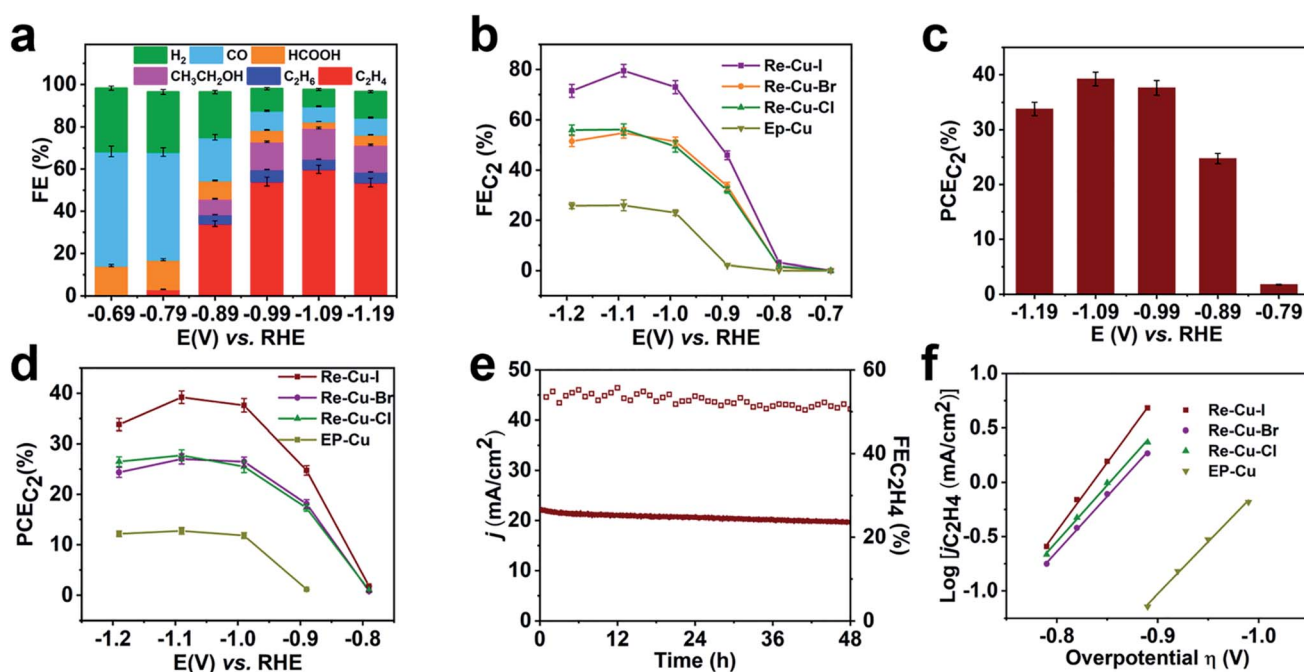 a
H2 CO HCOOH
CH3CH2OH C2H6 C2H4
FE (%)
100
80
60
40
20
0
-0.69 -0.79 -0.89 -0.99 -1.09 -1.19
E(V) vs. RHE
b
Re-Cu-I
Re-Cu-Br
Re-Cu-Cl
Ep-Cu
FEC2(%)
80
60
40
20
0
-1.2 -1.1 -1.0 -0.9 -0.8 -0.7
E(V) vs. RHE
c
PCEC2(%)
40
30
20
10
0
-1.19 -1.09 -0.99 -0.89 -0.79
E (V) vs. RHE
d
Re-Cu-I
Re-Cu-Br
Re-Cu-Cl
EP-Cu
PCEC2(%)
40
30
20
10
0
-1.2 -1.1 -1.0 -0.9 -0.8
E(V) vs. RHE
e
j (mA/cm2)
50
45
40
35
30
25
20
15
10
5
0
60
40
20
0
FEC2H4 (%)
0 12 24 36 48
Time (h)
f
Re-Cu-I
Re-Cu-Br
Re-Cu-Cl
EP-Cu
Log [jC2H4 (mA/cm2)]
1.0
0.5
0.0
-0.5
-1.0
-0.8 -0.9 -1.0
Overpotential η (V)